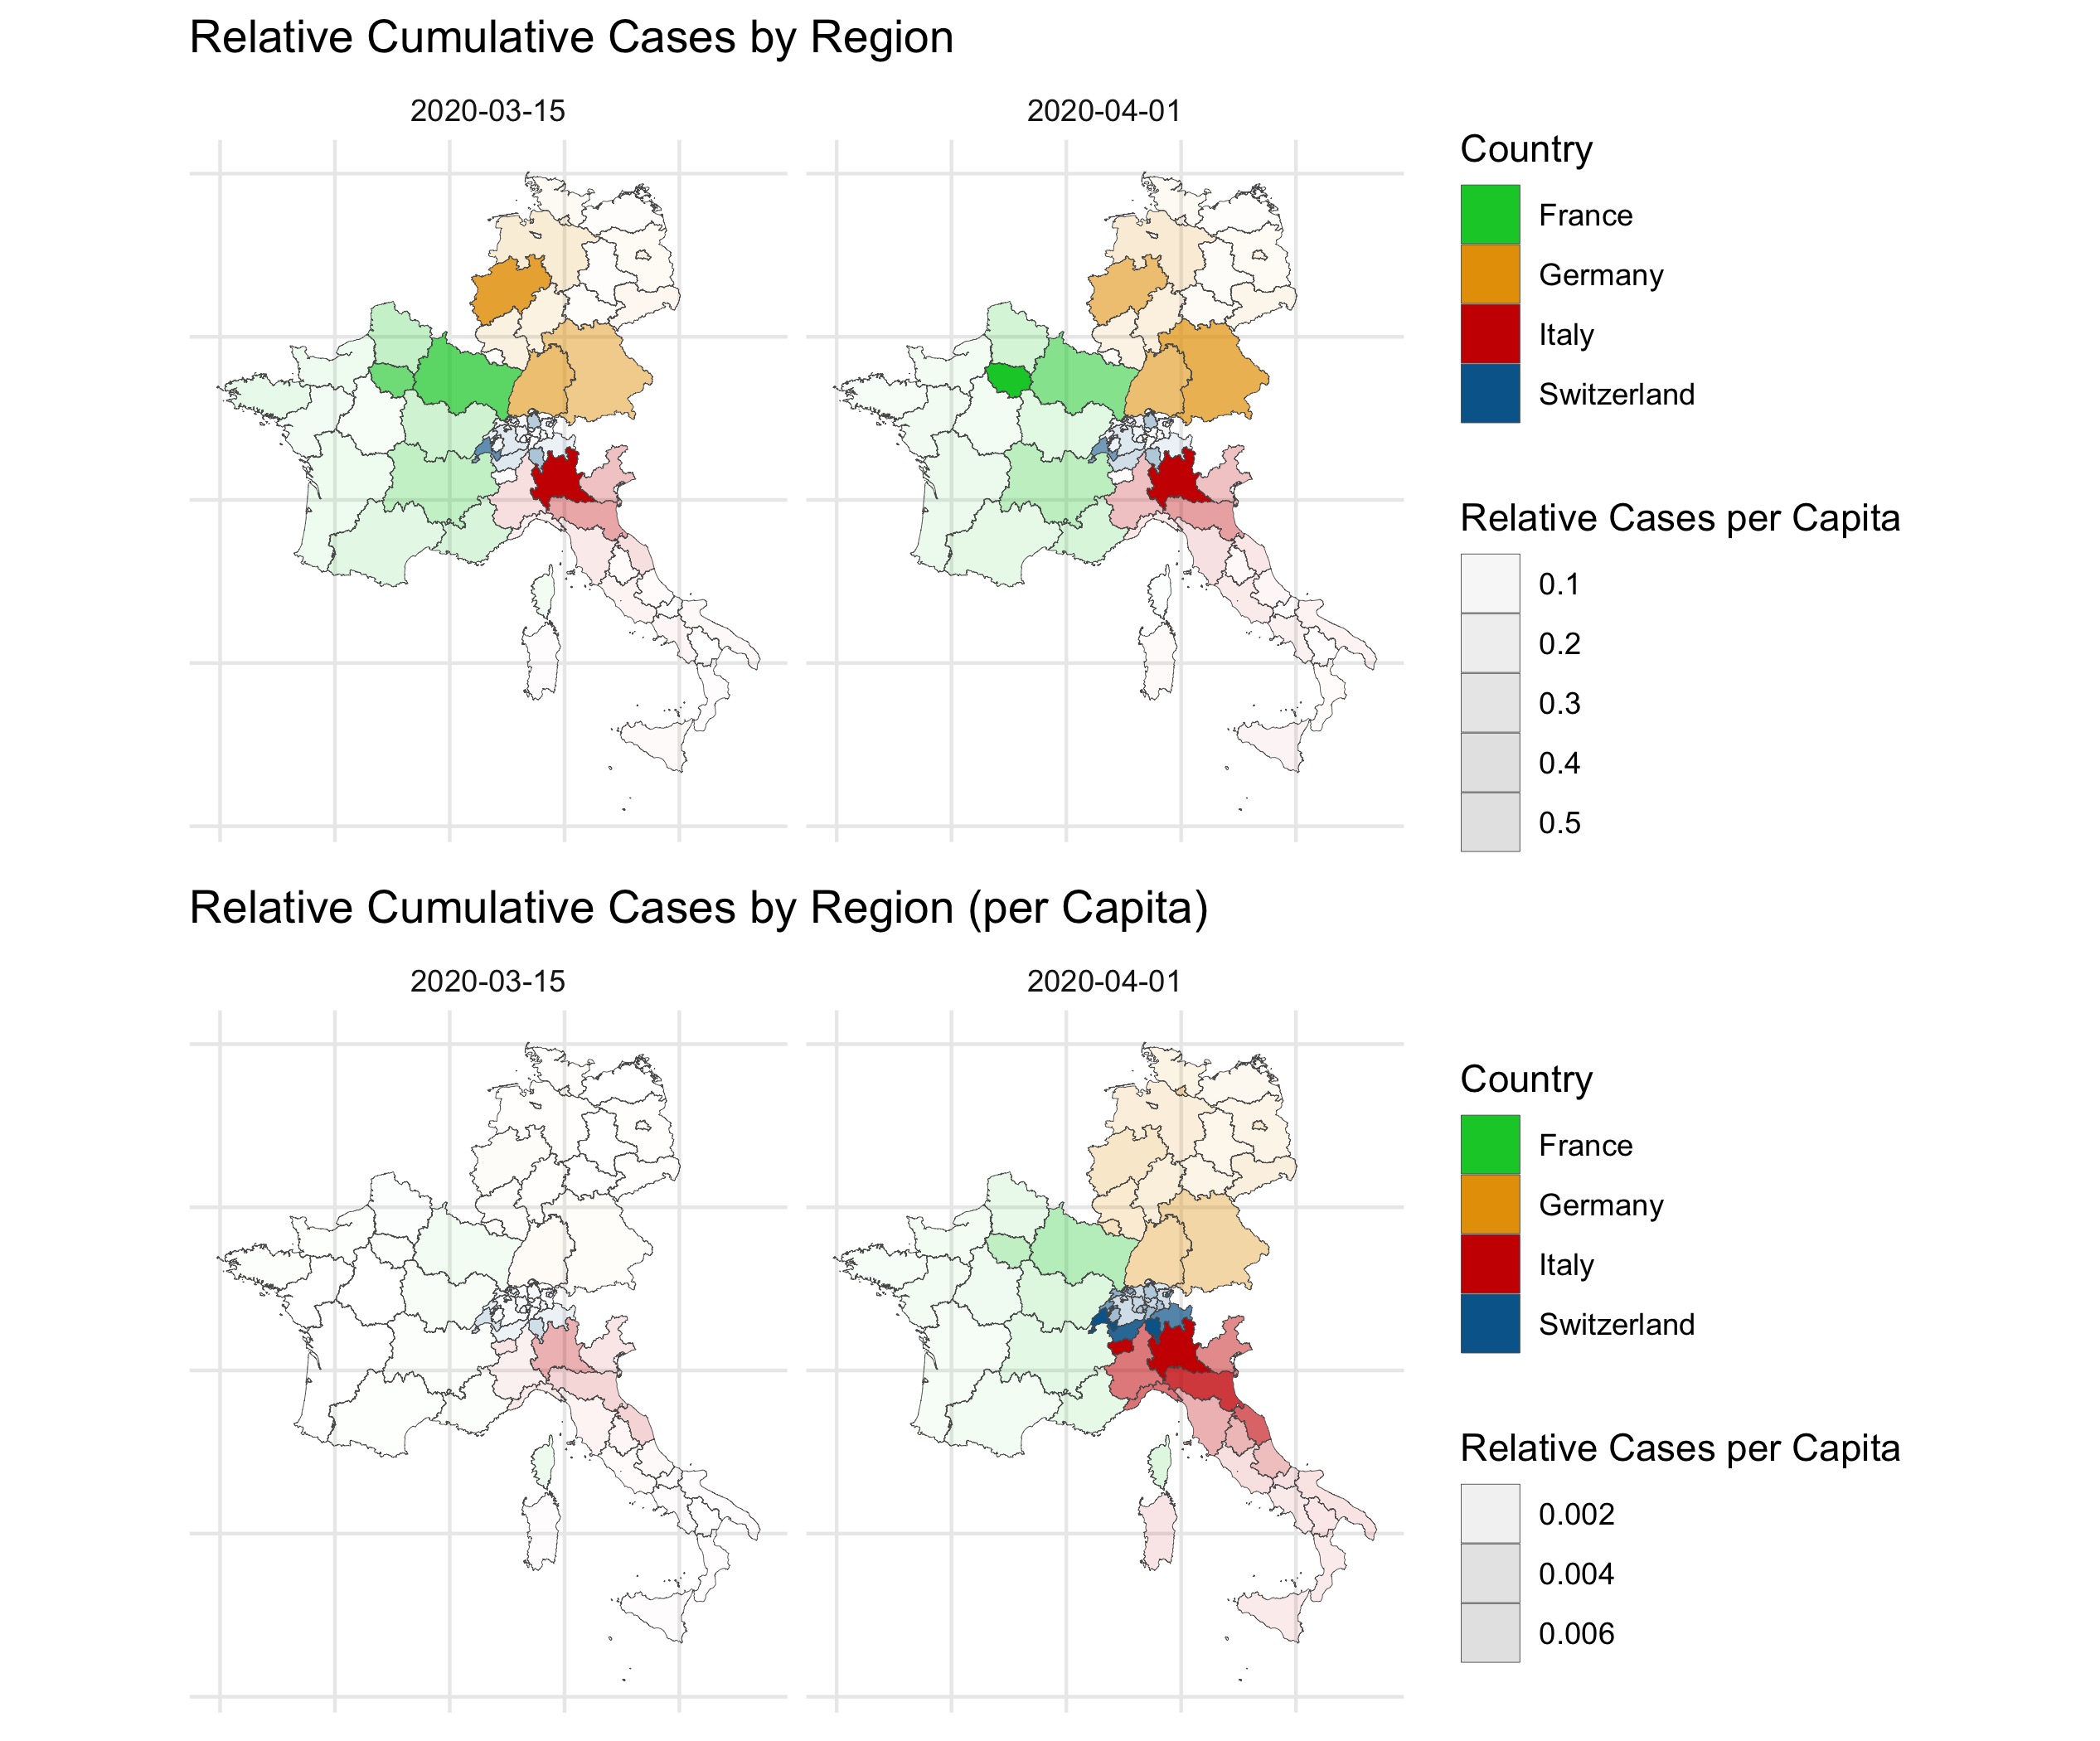 Relative Cumulative Cases by Region
2020-03-15
2020-04-01
Country
France
Germany
Italy
Switzerland
Relative Cases per Capita
0.1
0.2
0.3
0.4
0.5
Relative Cumulative Cases by Region (per Capita)
2020-03-15
2020-04-01
Country
France
Germany
Italy
Switzerland
Relative Cases per Capita
0.002
0.004
0.006